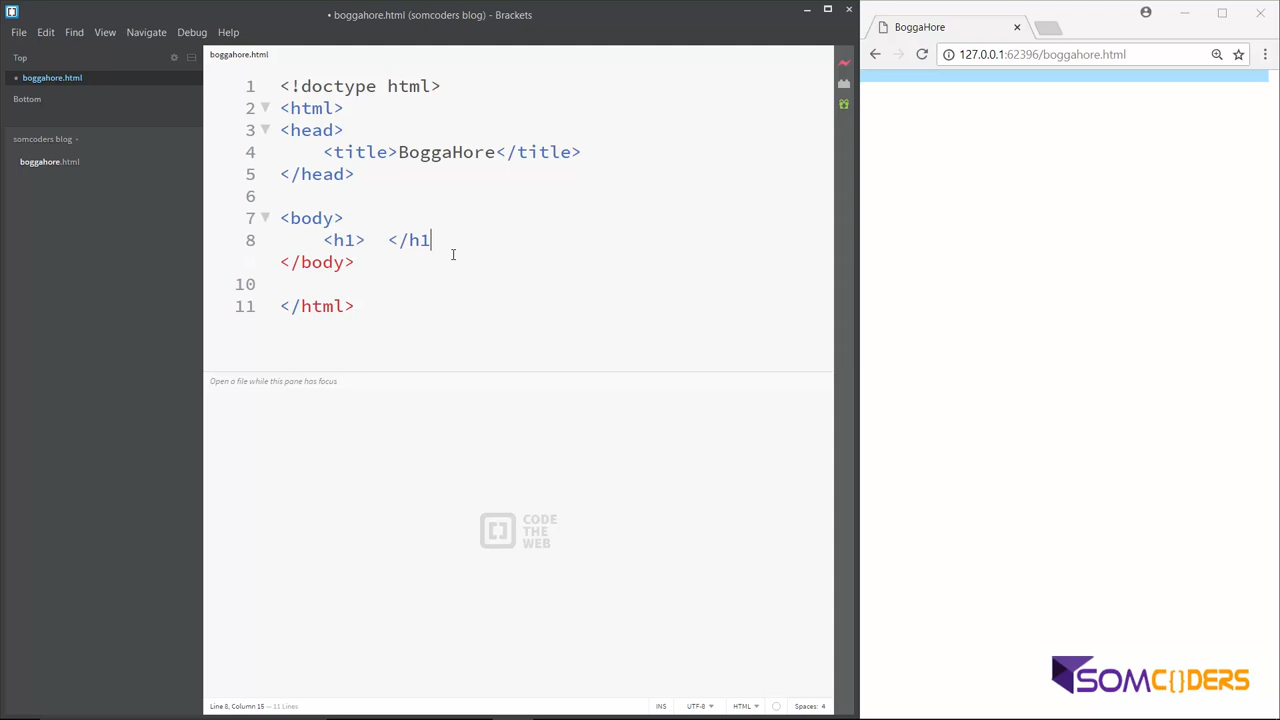 • boggahore.html (somcoders blog) - Brackets
File Edit Find View Navigate Debug Help
Top
• boggahore.html
Bottom
somcoders blog
boggahore.html
boggahore.html
1 <!doctype html>
2 <html>
3 <head>
4 <title>BoggaHore</title>
5 </head>
6
7 <body>
8 <h1> </h1
</body>
10
11 </html>
Open a file while this pane has focus
CODE
THE
WEB
Line 8, Column 15 — 11 Lines
INS UTF-8 HTML Spaces: 4
BoggaHore
127.0.0.1:62396/boggahore.html
SOMC{}DERS